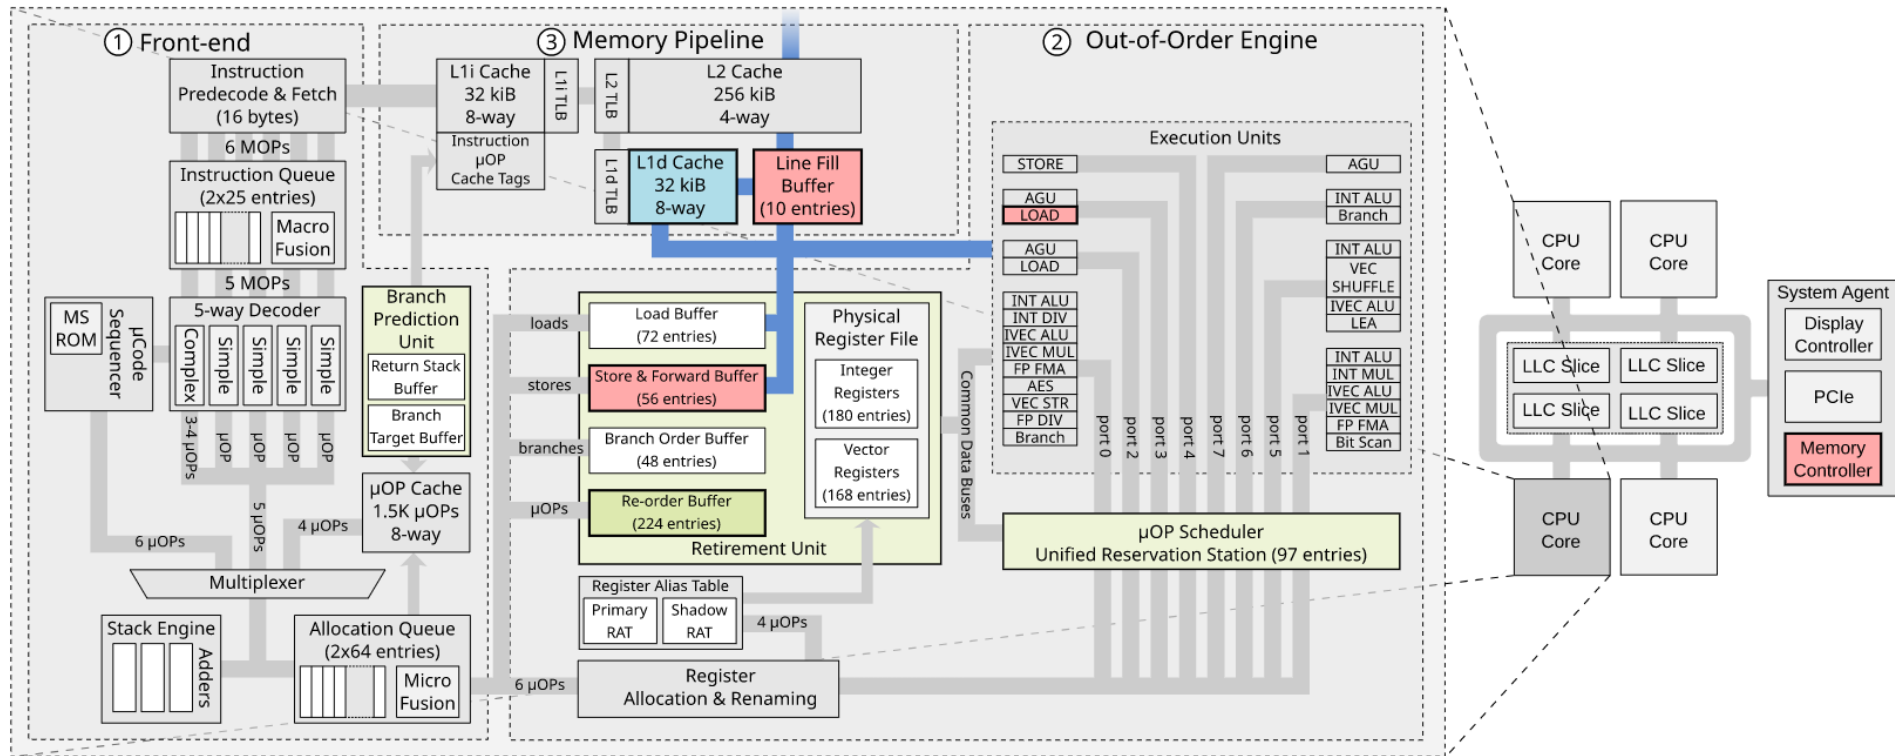 1 Front-end
Instruction
Predecode & Fetch
(16 bytes)
6 MOPs
Instruction Queue
(2x25 entries)
Macro
Fusion
5 MOPs
MS
ROM
µCode
Sequencer
5-way Decoder
Complex
Simple
Simple
Simple
Simple
3-4 µOPs
µOP
µOP
µOP
µOP
Branch
Prediction
Unit
Return Stack
Buffer
Branch
Target Buffer
µOP Cache
1.5K µOPs
8-way
6 µOPs
5 µOPs
4 µOPs
Multiplexer
Stack Engine
Adders
Allocation Queue
(2x64 entries)
Micro
Fusion
3 Memory Pipeline
L1i Cache
32 kiB
8-way
L1i TLB
Instruction
µOP
Cache Tags
L2 TLB
L2 Cache
256 kiB
4-way
L1d TLB
L1d Cache
32 kiB
8-way
Line Fill
Buffer
(10 entries)
2 Out-of-Order Engine
loads
Load Buffer
(72 entries)
stores
Store & Forward Buffer
(56 entries)
branches
Branch Order Buffer
(48 entries)
µOPs
Re-order Buffer
(224 entries)
Physical
Register File
Integer
Registers
(180 entries)
Vector
Registers
(168 entries)
Retirement Unit
Register Alias Table
Primary
RAT
Shadow
RAT
4 µOPs
6 µOPs
Register
Allocation & Renaming
Common Data Buses
Execution Units
STORE
AGU
LOAD
AGU
LOAD
INT ALU
INT DIV
IVEC ALU
IVEC MUL
FP FMA
AES
VEC STR
FP DIV
Branch
port 0
port 2
port 3
port 4
port 7
port 6
port 5
port 1
AGU
INT ALU
Branch
INT ALU
VEC
SHUFFLE
IVEC ALU
LEA
INT ALU
INT MUL
IVEC ALU
IVEC MUL
FP FMA
Bit Scan
µOP Scheduler
Unified Reservation Station (97 entries)
CPU
Core
CPU
Core
LLC Slice
LLC Slice
LLC Slice
LLC Slice
CPU
Core
CPU
Core
System Agent
Display
Controller
PCIe
Memory
Controller